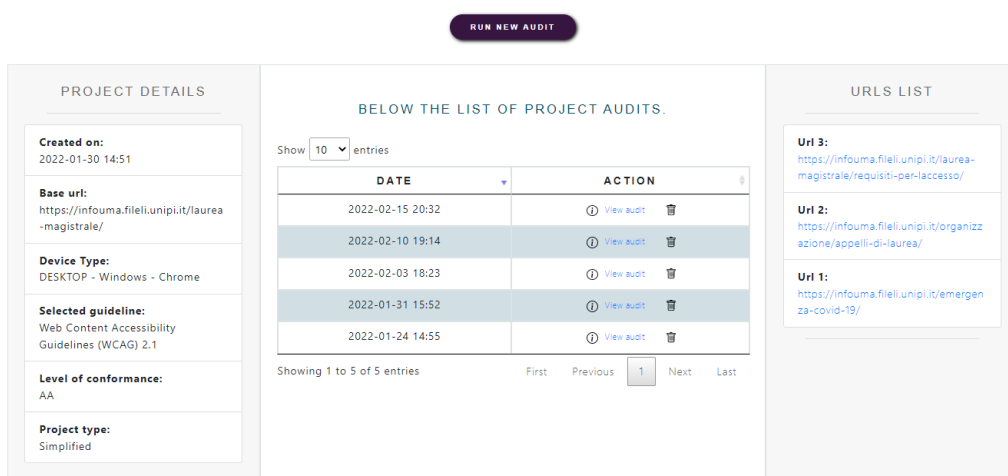 RUN NEW AUDIT
PROJECT DETAILS
Created on:
2022-01-30 14:51
Base url:
https://infouma.fileli.unipi.it/laurea
-magistrale/
Device Type:
DESKTOP - Windows - Chrome
Selected guideline:
Web Content Accessibility
Guidelines (WCAG) 2.1
Level of conformance:
AA
Project type:
Simplified
BELOW THE LIST OF PROJECT AUDITS.
Show 10 entries
DATE ACTION
2022-02-15 20:32 View audit
2022-02-10 19:14 View audit
2022-02-03 18:23 View audit
2022-01-31 15:52 View audit
2022-01-24 14:55 View audit
Showing 1 to 5 of 5 entries First Previous 1 Next Last
URLS LIST
Url 3:
https://infouma.fileli.unipi.it/laurea-
magistrale/requisiti-per-laccesso/
Url 2:
https://infouma.fileli.unipi.it/organizz
azione/appelli-di-laurea/
Url 1:
https://infouma.fileli.unipi.it/emergen
za-covid-19/